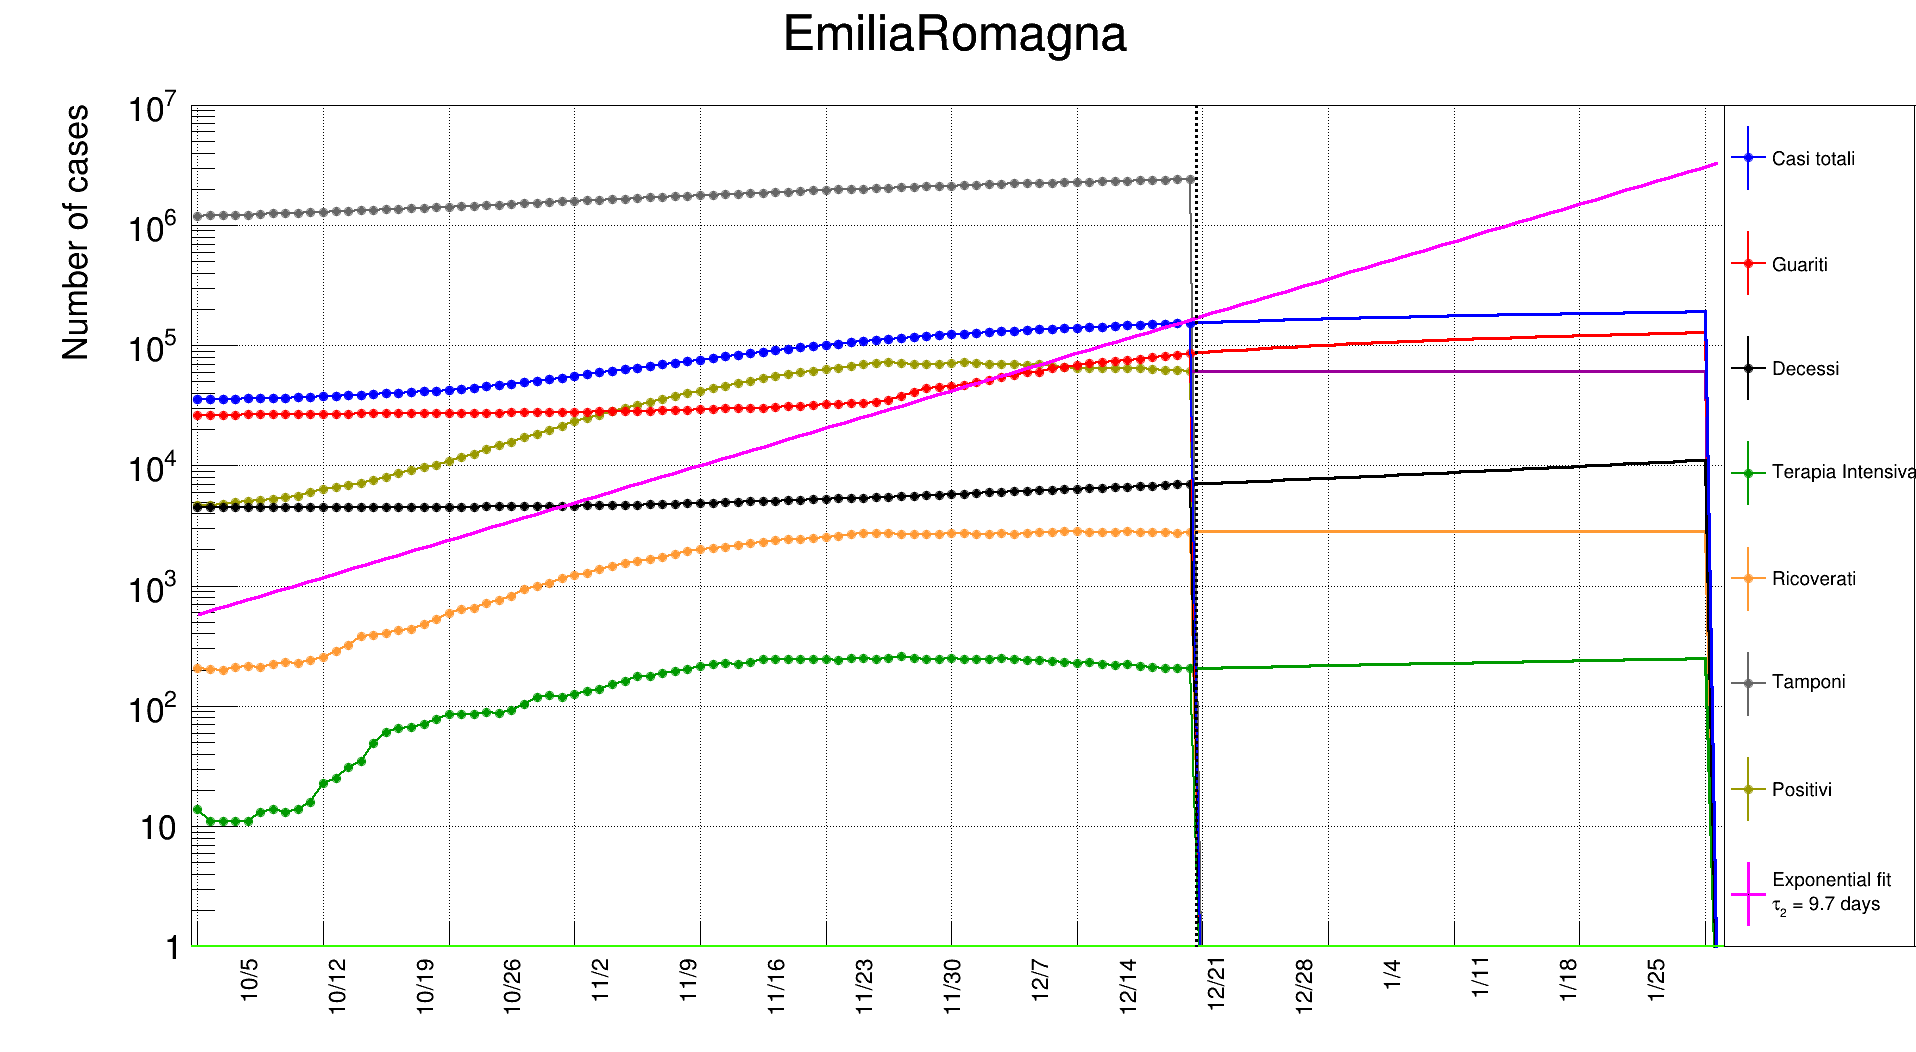 EmiliaRomagna
Number of cases
10^7
10^6
10^5
10^4
10^3
10^2
10
1
10/5
10/12
10/19
10/26
11/2
11/9
11/16
11/23
11/30
12/7
12/14
12/21
12/28
1/4
1/11
1/18
1/25
Casi totali
Guariti
Decessi
Terapia Intensiva
Ricoverati
Tamponi
Positivi
Exponential fit
τ_2 = 9.7 days